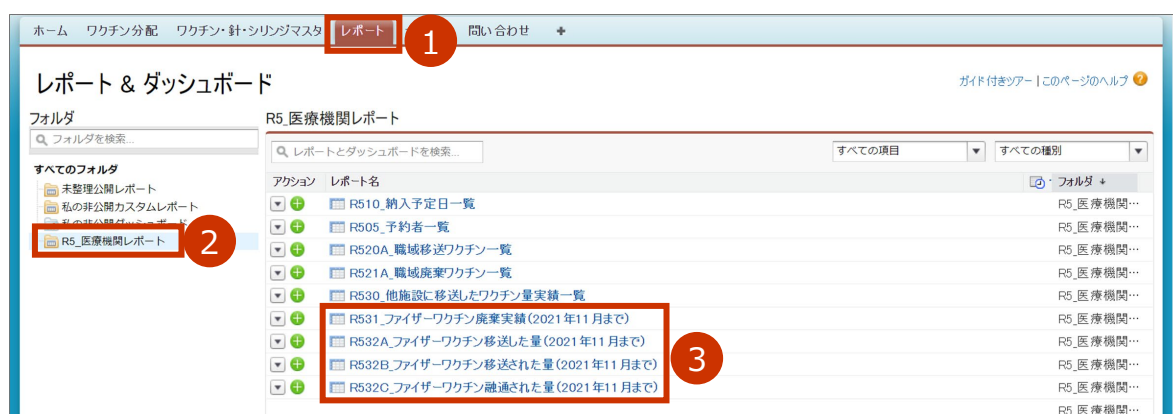 ホーム ワクチン分配 ワクチン・針・シリンジマスタ レポート 問い合わせ +
1
レポート & ダッシュボード
ガイド付きツアー | このページのヘルプ ?
フォルダ
フォルダを検索...
すべてのフォルダ
未整理公開レポート
私の非公開カスタムレポート
私の非公開ダッシュボード
R5_医療機関レポート
2
R5_医療機関レポート
レポートとダッシュボードを検索...
すべての項目 すべての種別
アクション レポート名 フォルダ ↓
R510_納入予定日一覧 R5_医療機関…
R505_予約者一覧 R5_医療機関…
R520A_職域移送ワクチン一覧 R5_医療機関…
R521A_職域廃棄ワクチン一覧 R5_医療機関…
R530_他施設に移送したワクチン量実績一覧 R5_医療機関…
R531_ファイザーワクチン廃棄実績(2021年11月まで) R5_医療機関…
R532A_ファイザーワクチン移送した量(2021年11月まで) R5_医療機関…
R532B_ファイザーワクチン移送された量(2021年11月まで) R5_医療機関…
R532C_ファイザーワクチン融通された量(2021年11月まで) R5_医療機関…
3
R5_医療機関…